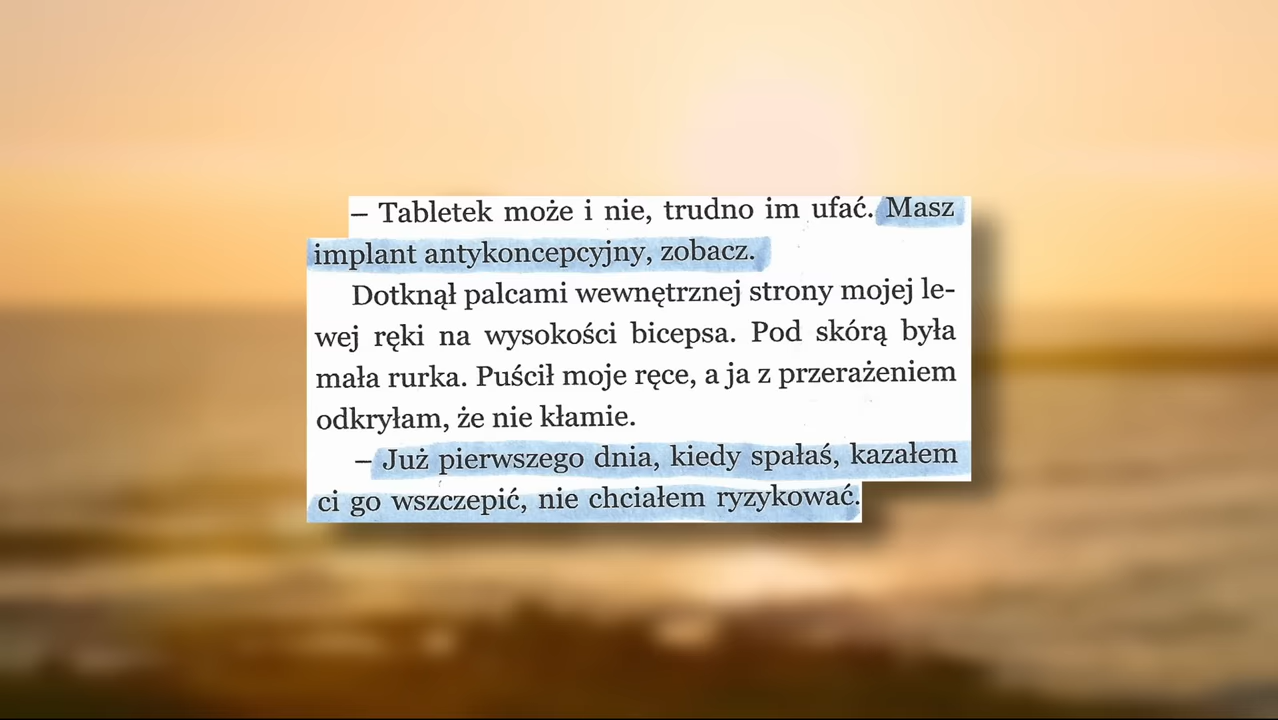 – Tabletek może i nie, trudno im ufać. Masz
implant antykoncepcyjny, zobacz.
Dotknął palcami wewnętrznej strony mojej le-
wej ręki na wysokości bicepsa. Pod skórą była
mała rurka. Puścił moje ręce, a ja z przerażeniem
odkryłam, że nie kłamie.
– Już pierwszego dnia, kiedy spałaś, kazałem
ci go wszczepić, nie chciałem ryzykować.